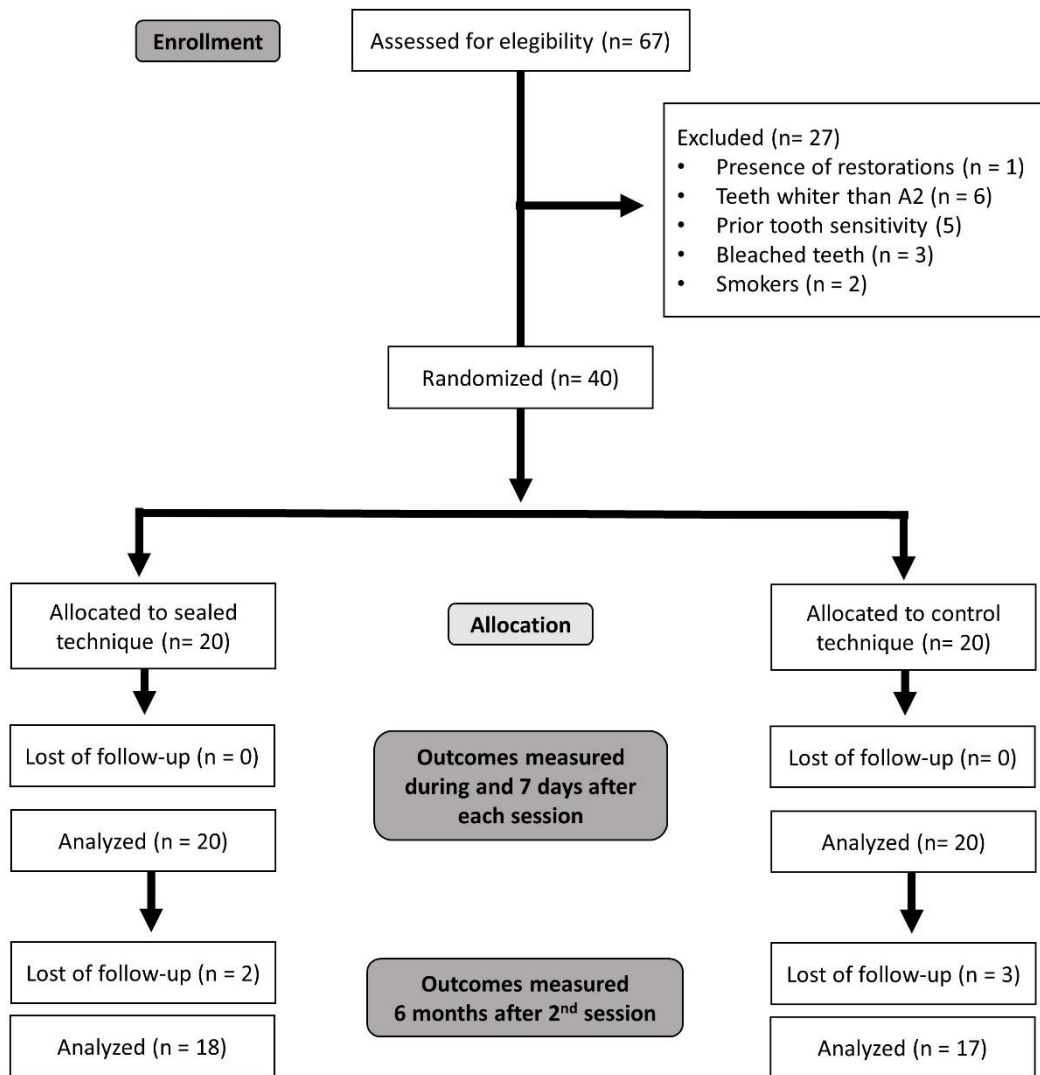 Enrollment
Assessed for elegibility (n= 67)
Excluded (n= 27)
• Presence of restorations (n = 1)
• Teeth whiter than A2 (n = 6)
• Prior tooth sensitivity (5)
• Bleached teeth (n = 3)
• Smokers (n = 2)
Randomized (n= 40)
Allocated to sealed
technique (n= 20)
Allocation
Allocated to control
technique (n= 20)
Lost of follow-up (n = 0)
Outcomes measured
during and 7 days after
each session
Lost of follow-up (n= 0)
Analyzed (n = 20)
Analyzed (n= 20)
Lost of follow-up (n = 2)
Outcomes measured
6 months after 2nd session
Lost of follow-up (n = 3)
Analyzed (n = 18)
Analyzed (n = 17)